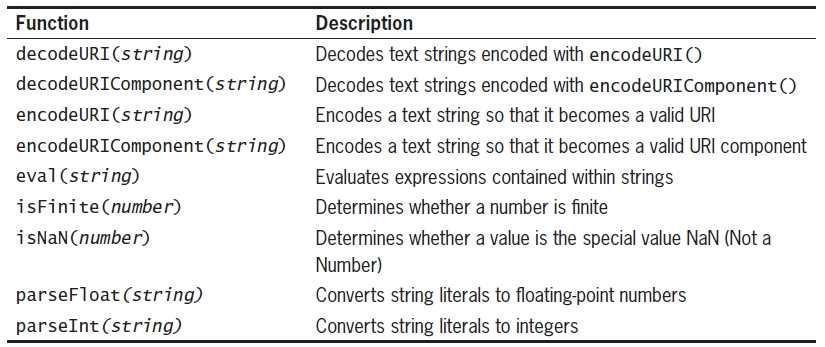 Function Description
decodeURI(string) Decodes text strings encoded with encodeURI()
decodeURIComponent(string) Decodes text strings encoded with encodeURIComponent()
encodeURI(string) Encodes a text string so that it becomes a valid URI
encodeURIComponent(string) Encodes a text string so that it becomes a valid URI component
eval(string) Evaluates expressions contained within strings
isFinite(number) Determines whether a number is finite
isNaN(number) Determines whether a value is the special value NaN (Not a
Number)
parseFloat(string) Converts string literals to floating-point numbers
parseInt(string) Converts string literals to integers